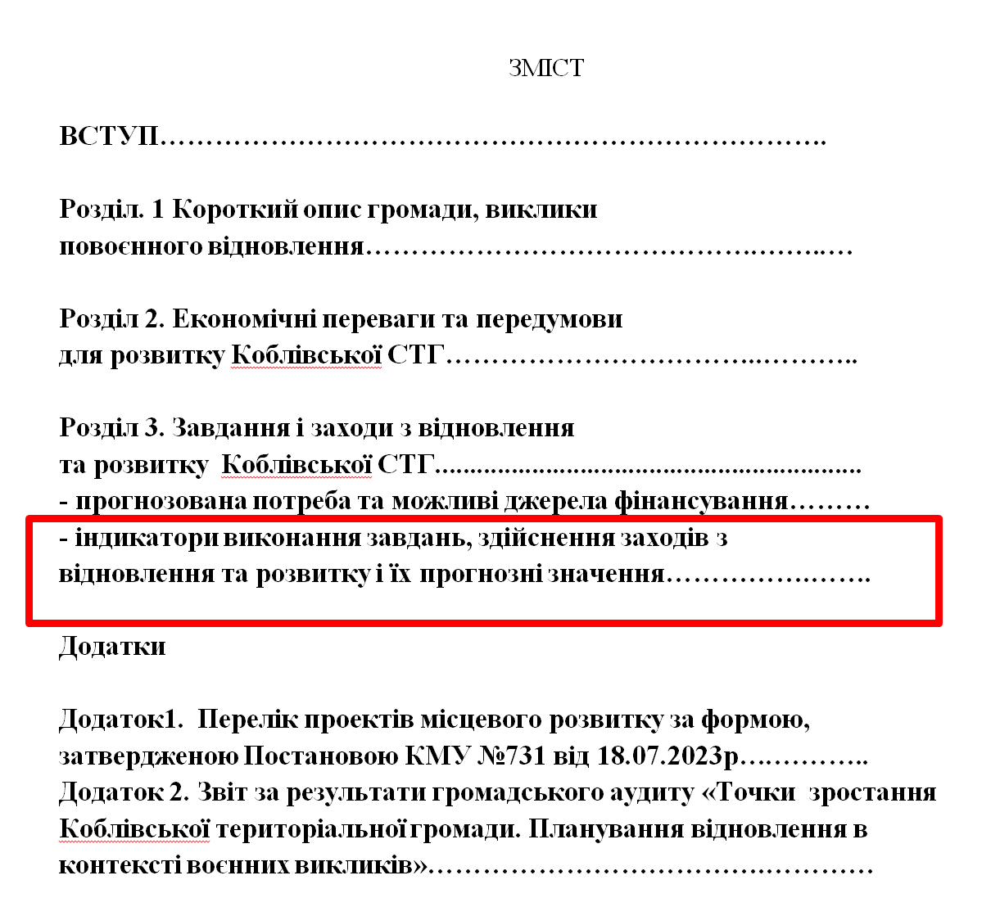 ЗМІСТ
ВСТУП……………………………………………………………….
Розділ. 1 Короткий опис громади, виклики
повоєнного відновлення…………………………………….……..…
Розділ 2. Економічні переваги та передумови
для розвитку Коблівської СТГ……………………………..………..
Розділ 3. Завдання і заходи з відновлення
та розвитку  Коблівської СТГ...............................................................
- прогнозована потреба та можливі джерела фінансування………
- індикатори виконання завдань, здійснення заходів з
відновлення та розвитку і їх прогнозні значення…………….…….
Додатки
Додаток1.  Перелік проектів місцевого розвитку за формою,
затвердженою Постановою КМУ №731 від 18.07.2023р………….
Додаток 2. Звіт за результати громадського аудиту «Точки  зростання
Коблівської територіальної громади. Планування відновлення в
контексті воєнних викликів»……………………………….…………